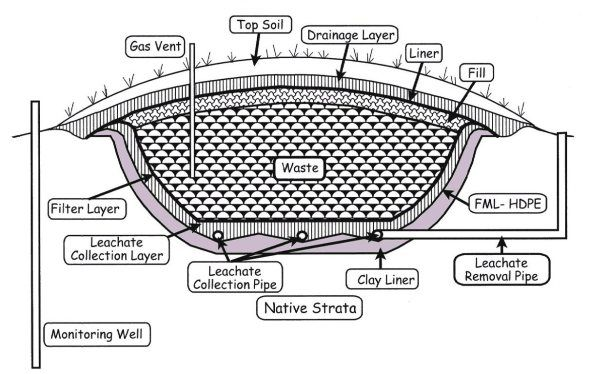 Top Soil
Gas Vent
Drainage Layer
Liner
Fill
Waste
Filter Layer
FML- HDPE
Leachate
Collection Layer
Leachate
Collection Pipe
Clay Liner
Leachate
Removal Pipe
Native Strata
Monitoring Well